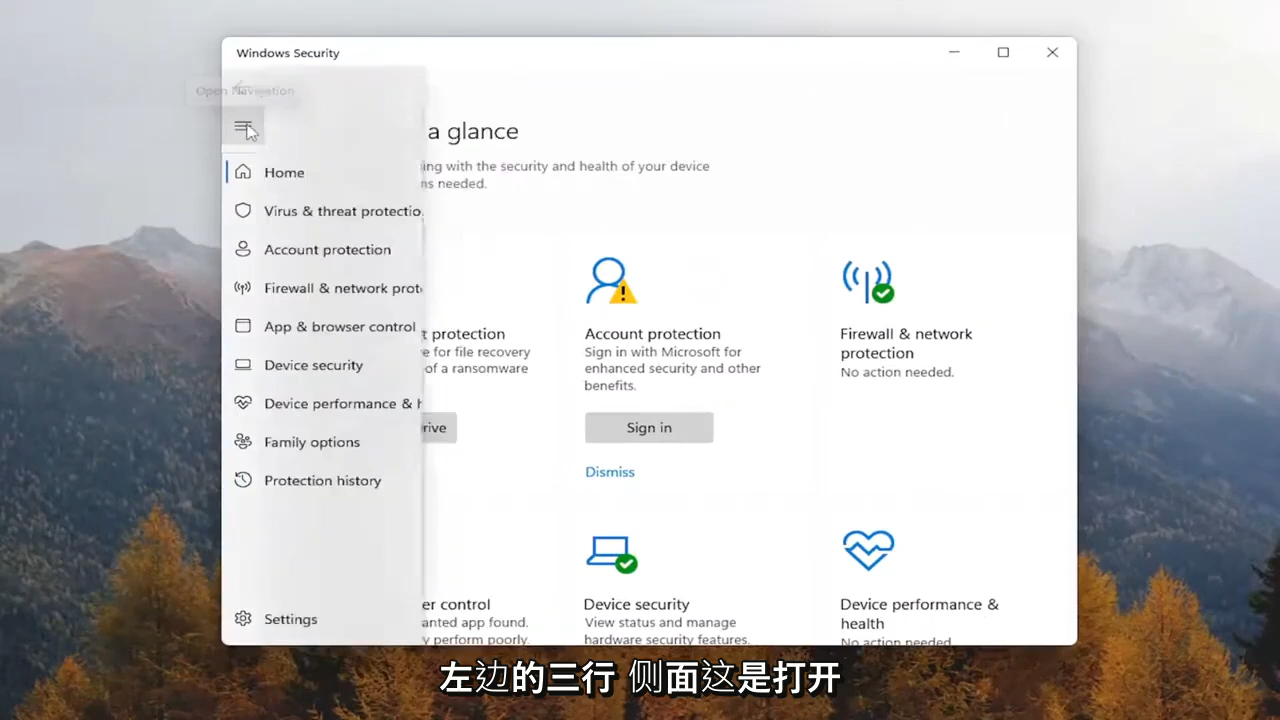 Windows Security
Open Navigation
a glance
ing with the security and health of your device
ns needed.
Home
Virus & threat protectio
Account protection
Firewall & network prot
App & browser control
Device security
Device performance & h
Family options
Protection history
Settings
t protection
e for file recovery
of a ransomware
rive
Account protection
Sign in with Microsoft for
enhanced security and other
benefits.
Sign in
Dismiss
Firewall & network
protection
No action needed.
er control
anted app found.
y perform poorly.
Device security
View status and manage
hardware security features.
Device performance &
health
No action needed
左边的三行 侧面这是打开